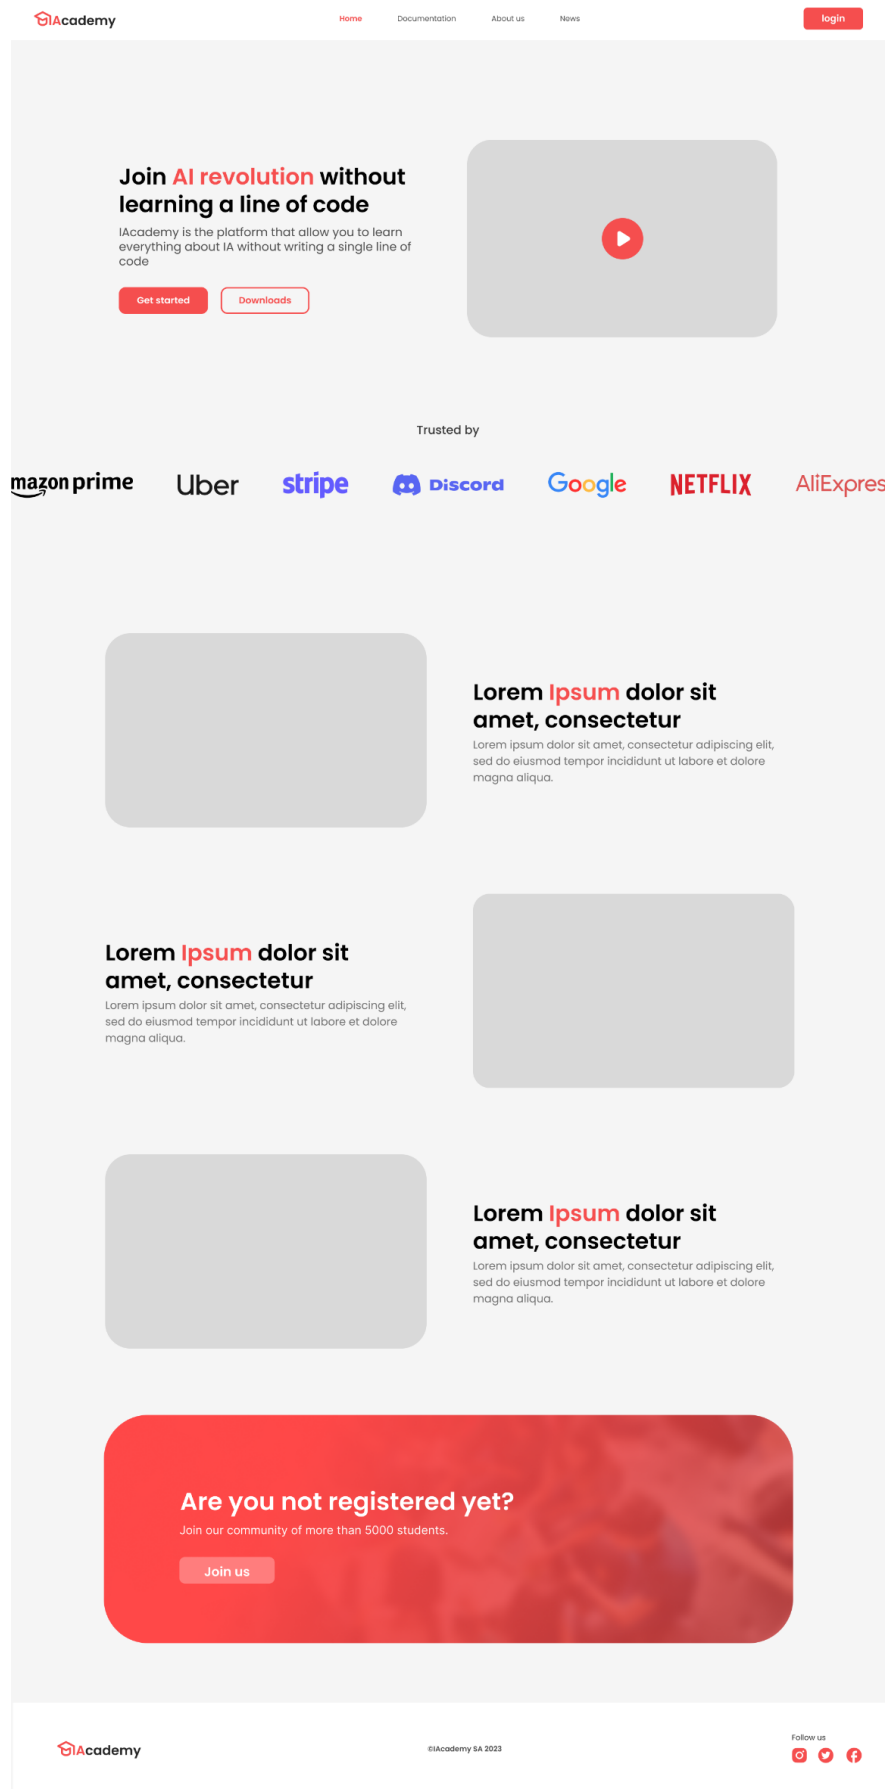 IAcademy
Home Documentation About us News
login
Join AI revolution without
learning a line of code
IAcademy is the platform that allow you to learn
everything about IA without writing a single line of
code
Get started Downloads
Trusted by
mazon prime Uber stripe Discord Google NETFLIX AliExpres
Lorem Ipsum dolor sit
amet, consectetur
Lorem ipsum dolor sit amet, consectetur adipiscing elit,
sed do eiusmod tempor incididunt ut labore et dolore
magna aliqua.
Lorem Ipsum dolor sit
amet, consectetur
Lorem ipsum dolor sit amet, consectetur adipiscing elit,
sed do eiusmod tempor incididunt ut labore et dolore
magna aliqua.
Lorem Ipsum dolor sit
amet, consectetur
Lorem ipsum dolor sit amet, consectetur adipiscing elit,
sed do eiusmod tempor incididunt ut labore et dolore
magna aliqua.
Are you not registered yet?
Join our community of more than 5000 students.
Join us
IAcademy
©IAcademy SA 2023
Follow us